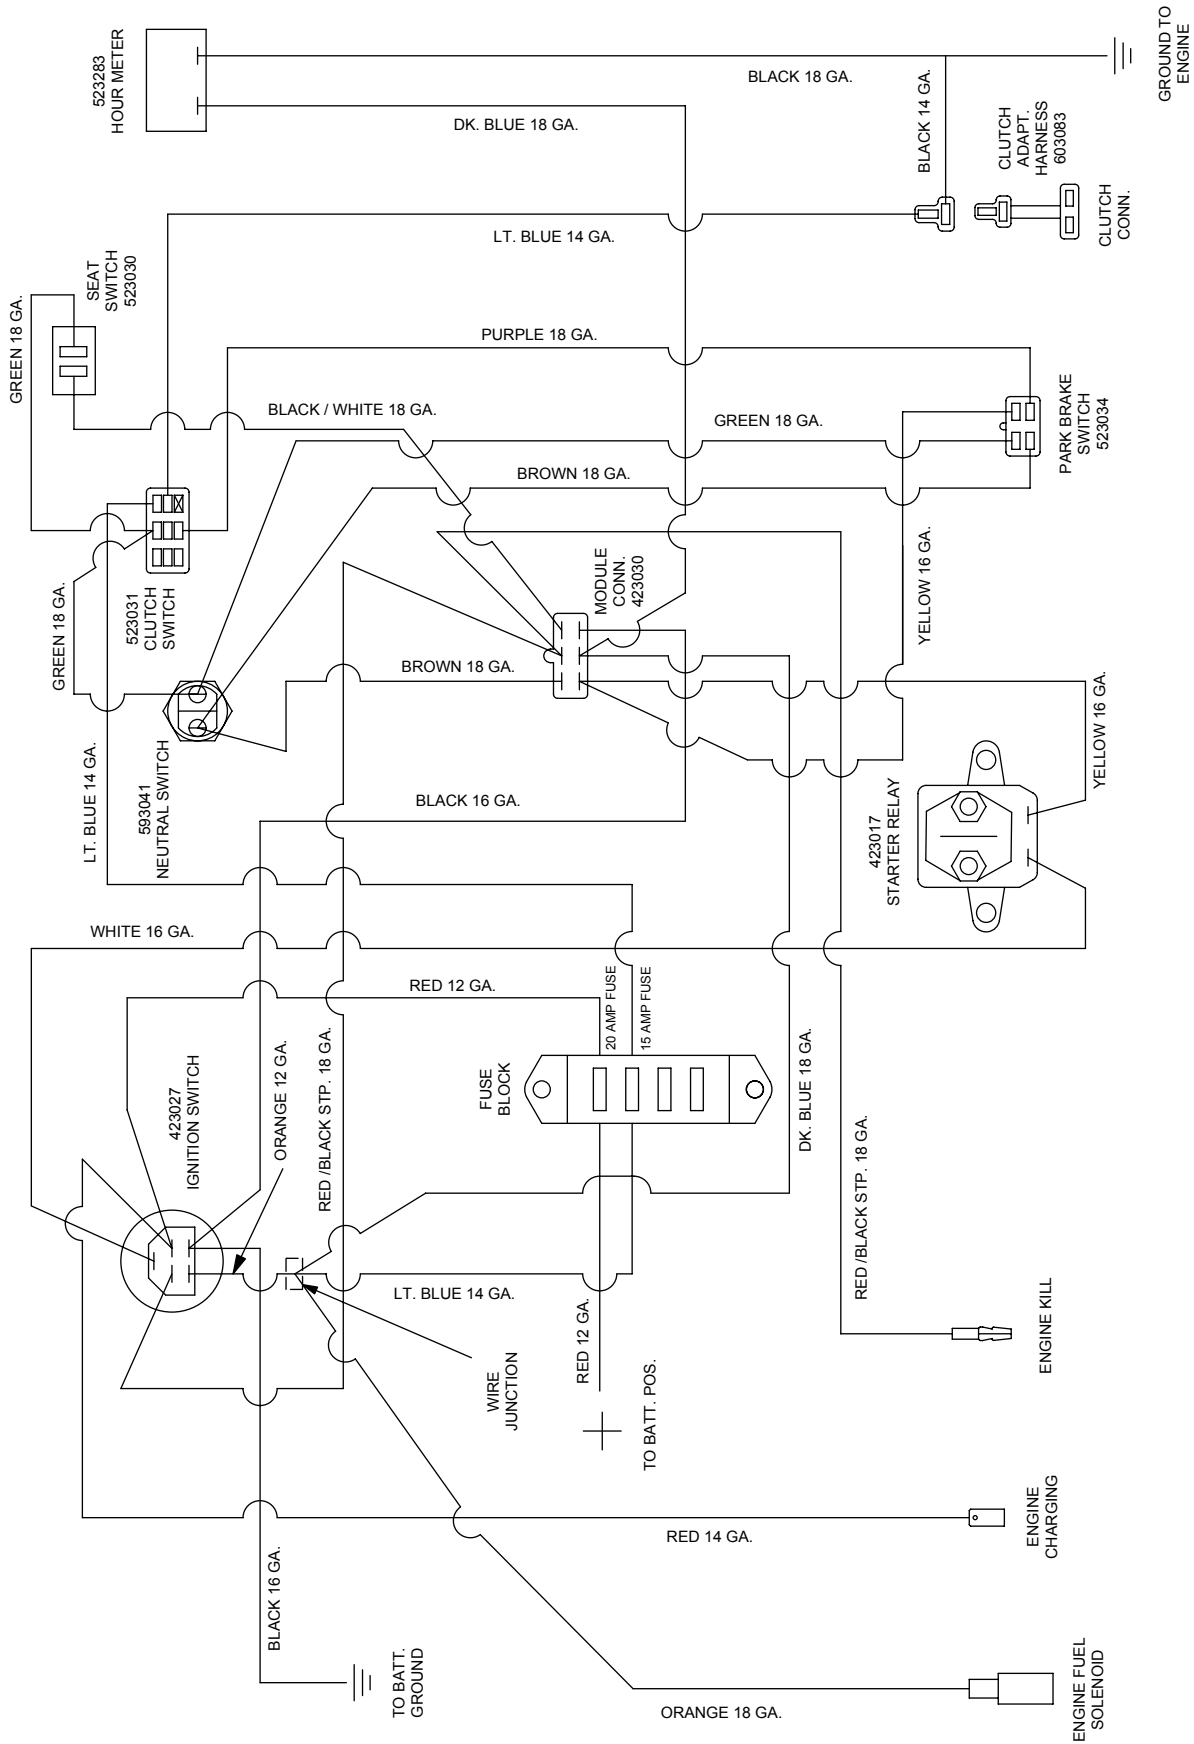 523283
HOUR METER
BLACK 18 GA.
GROUND TO
ENGINE
DK. BLUE 18 GA.
BLACK 14 GA.
CLUTCH
ADAPT.
HARNESS
603083
CLUTCH
CONN.
LT. BLUE 14 GA.
SEAT
SWITCH
523030
GREEN 18 GA.
PURPLE 18 GA.
BLACK / WHITE 18 GA.
GREEN 18 GA.
PARK BRAKE
SWITCH
523034
BROWN 18 GA.
523031
CLUTCH
SWITCH
GREEN 18 GA.
MODULE
CONN.
423030
YELLOW 16 GA.
BROWN 18 GA.
593041
NEUTRAL SWITCH
LT. BLUE 14 GA.
BLACK 16 GA.
YELLOW 16 GA.
423017
STARTER RELAY
WHITE 16 GA.
RED 12 GA.
20 AMP FUSE
15 AMP FUSE
FUSE
BLOCK
423027
IGNITION SWITCH
ORANGE 12 GA.
RED /BLACK STP. 18 GA.
DK. BLUE 18 GA.
RED /BLACK STP. 18 GA.
LT. BLUE 14 GA.
WIRE
JUNCTION
RED 12 GA.
TO BATT. POS.
ENGINE KILL
RED 14 GA.
ENGINE
CHARGING
BLACK 16 GA.
TO BATT.
GROUND
ORANGE 18 GA.
ENGINE FUEL
SOLENOID